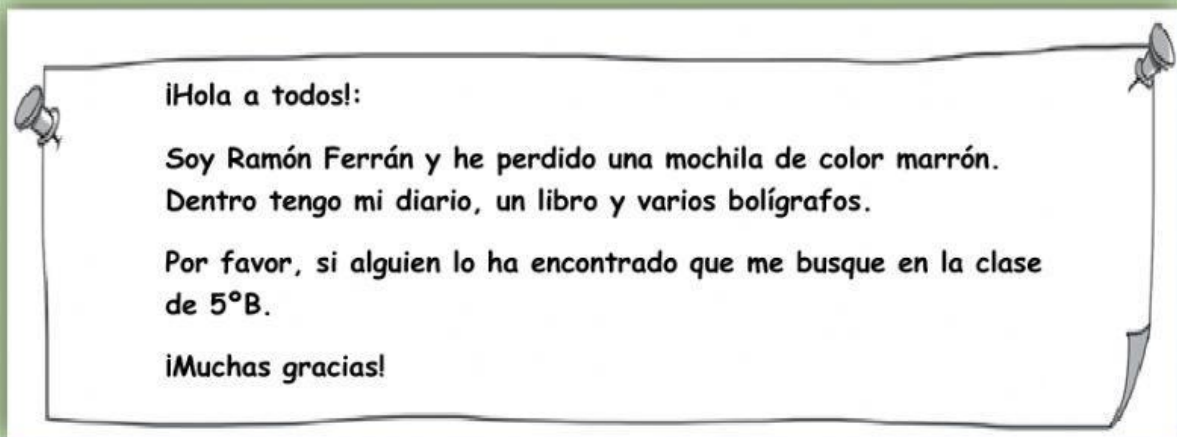 ¡Hola a todos!:
Soy Ramón Ferrán y he perdido una mochila de color marrón.
Dentro tengo mi diario, un libro y varios bolígrafos.
Por favor, si alguien lo ha encontrado que me busque en la clase
de 5ºB.
¡Muchas gracias!